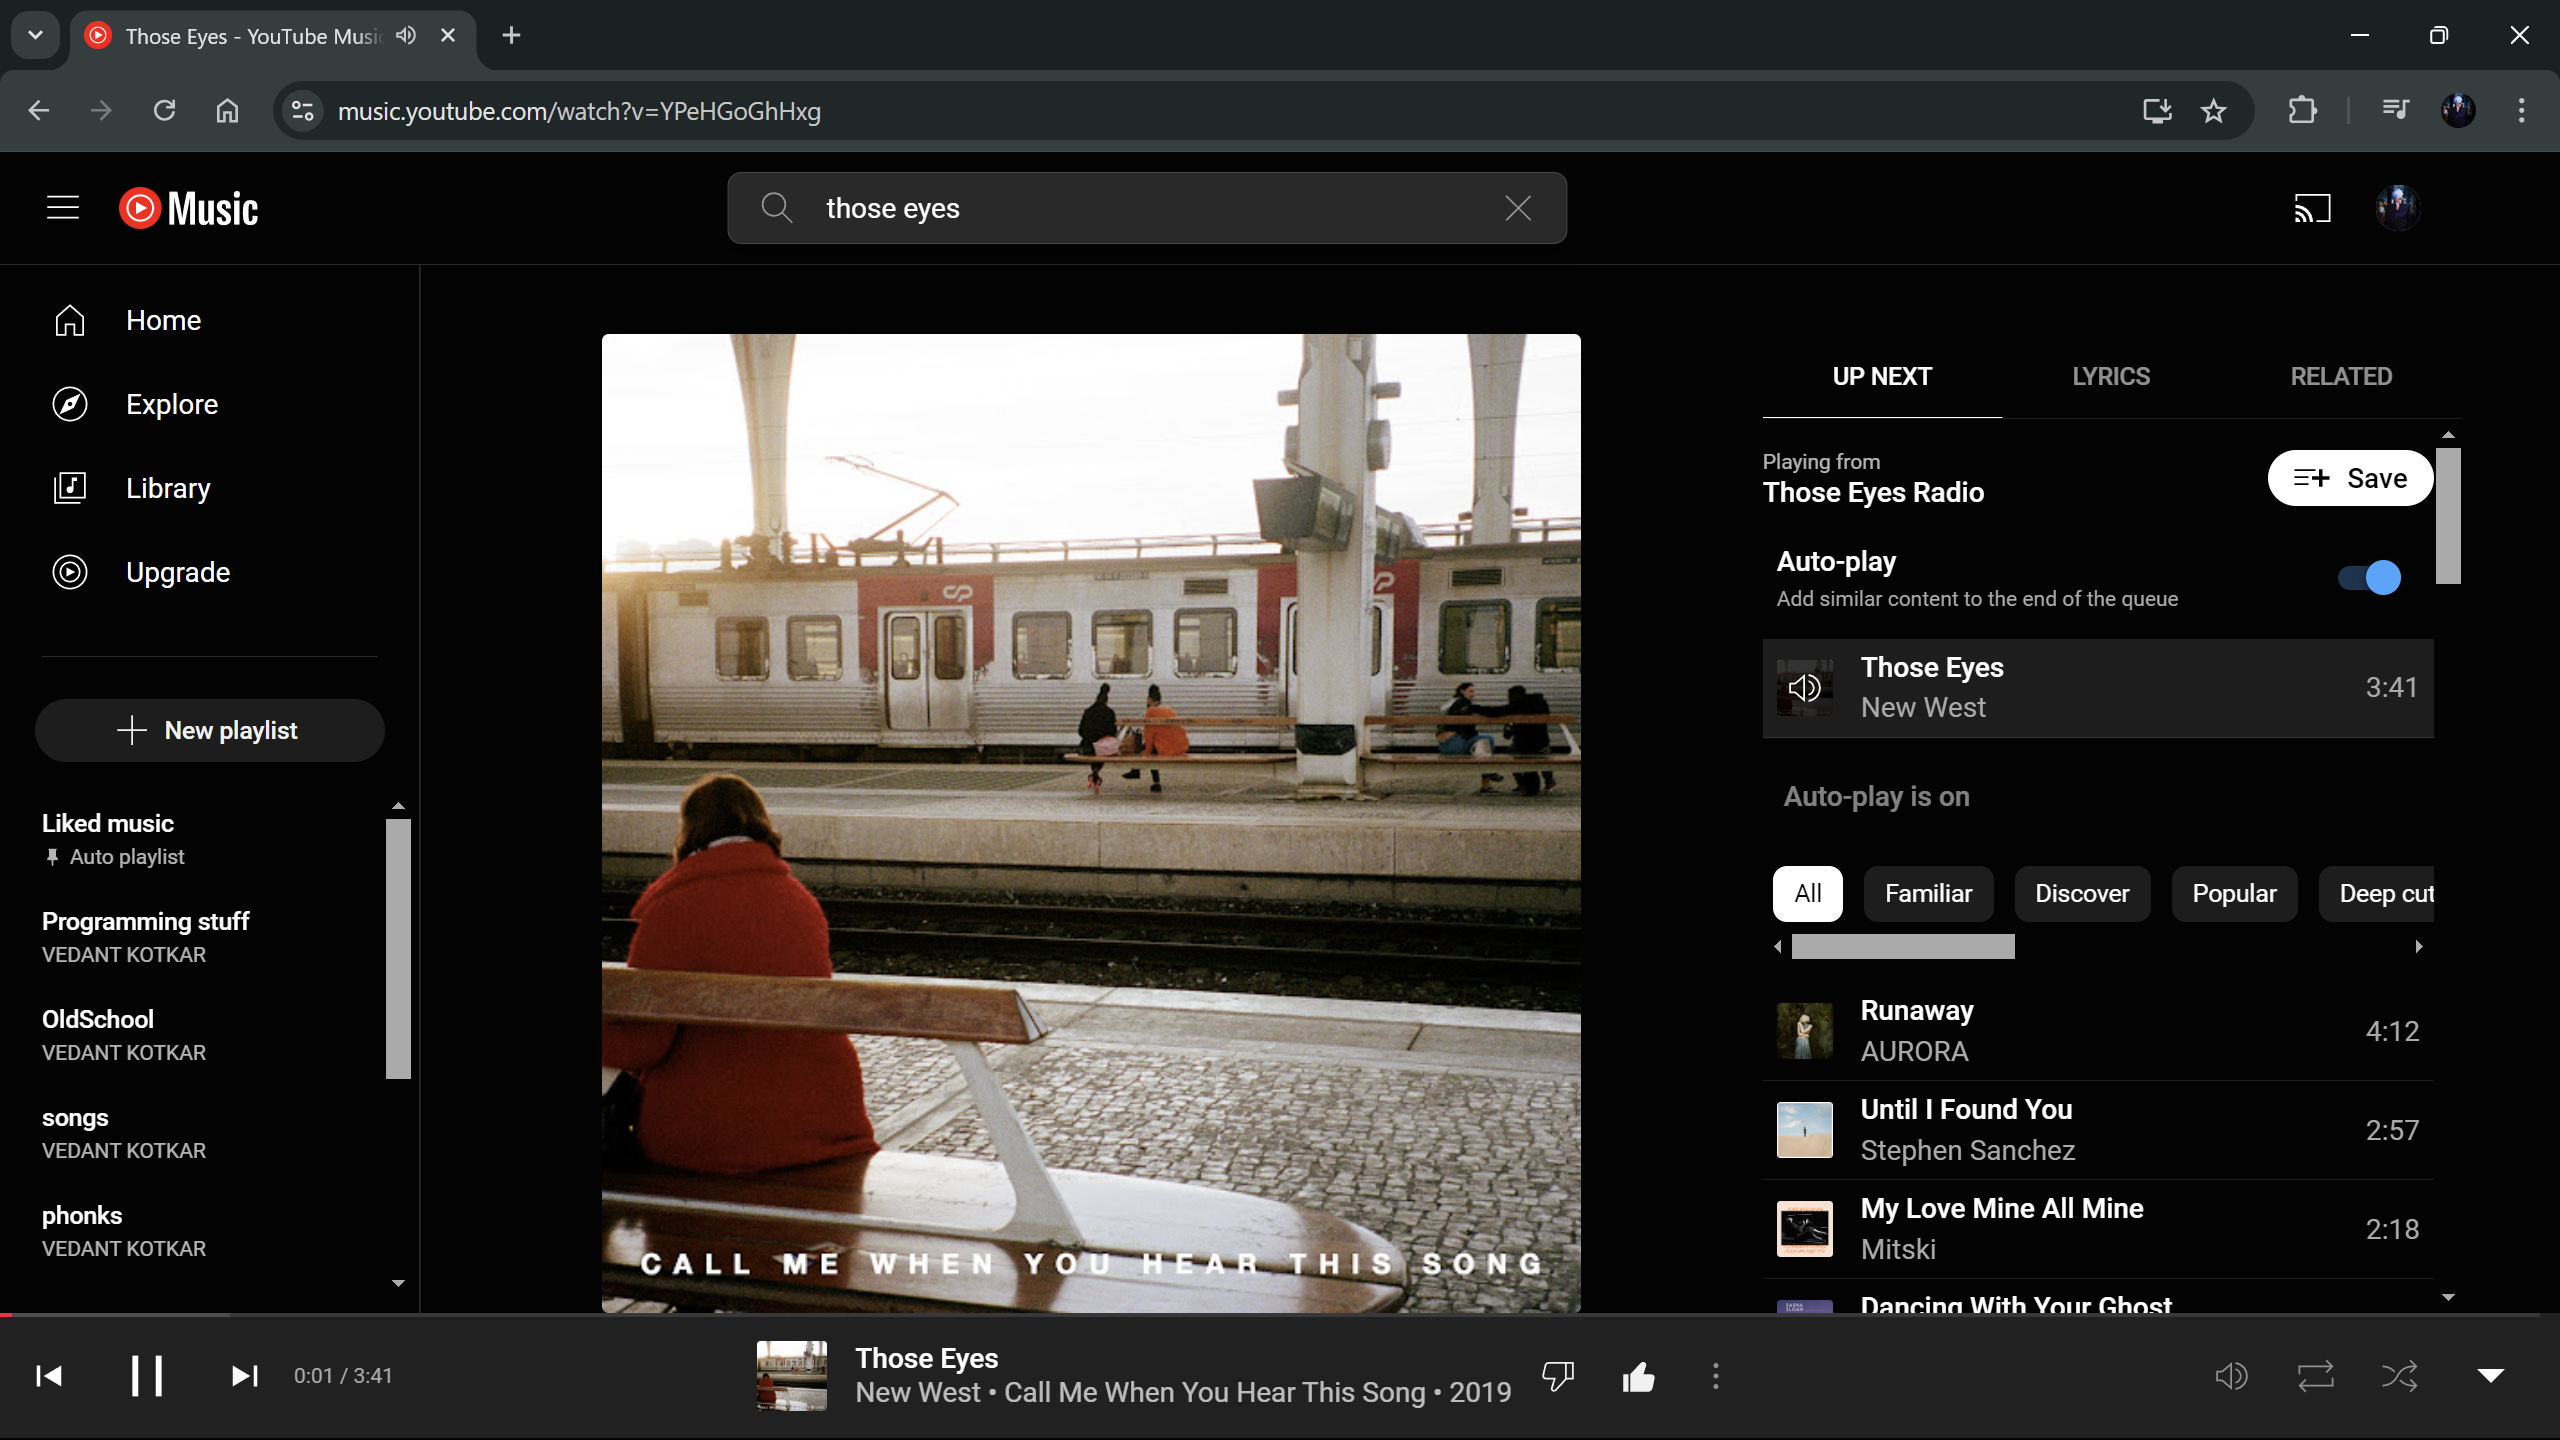 Those Eyes - YouTube Music
music.youtube.com/watch?v=YPeHGoGhHxg
Music
those eyes
Home
Explore
Library
Upgrade
New playlist
Liked music
Auto playlist
Programming stuff
VEDANT KOTKAR
OldSchool
VEDANT KOTKAR
songs
VEDANT KOTKAR
phonks
VEDANT KOTKAR
CP
CALL ME WHEN YOU HEAR THIS SONG
UP NEXT
LYRICS
RELATED
Playing from
Those Eyes Radio
Save
Auto-play
Add similar content to the end of the queue
Those Eyes
New West
3:41
Auto-play is on
All
Familiar
Discover
Popular
Deep cut
Runaway
AURORA
4:12
Until I Found You
Stephen Sanchez
2:57
My Love Mine All Mine
Mitski
2:18
Dancing With Your Ghost
0:01 / 3:41
Those Eyes
New West • Call Me When You Hear This Song • 2019